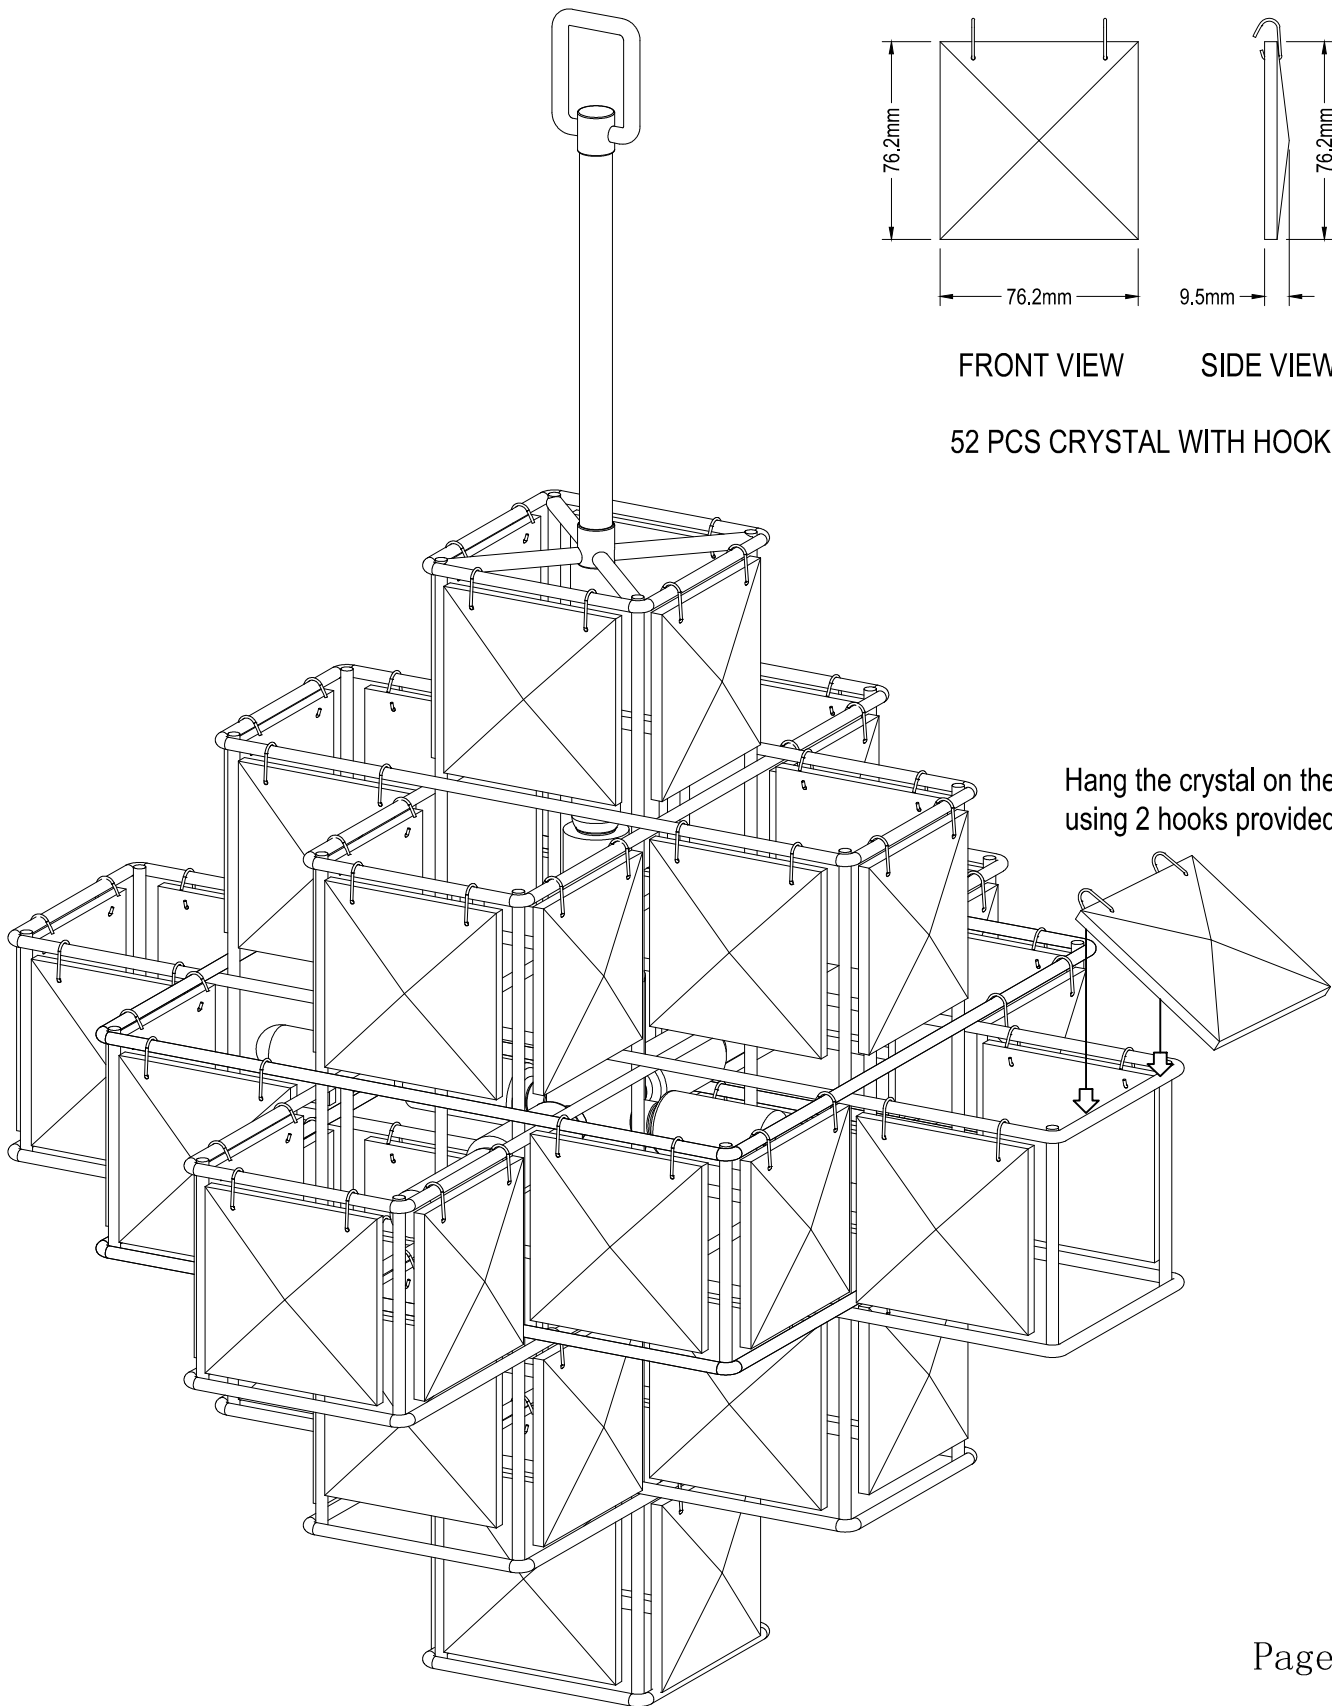 76.2mm
76.2mm
76.2mm
9.5mm
FRONT VIEW
SIDE VIEW
52 PCS CRYSTAL WITH HOOK
Hang the crystal on the
using 2 hooks provided
Page